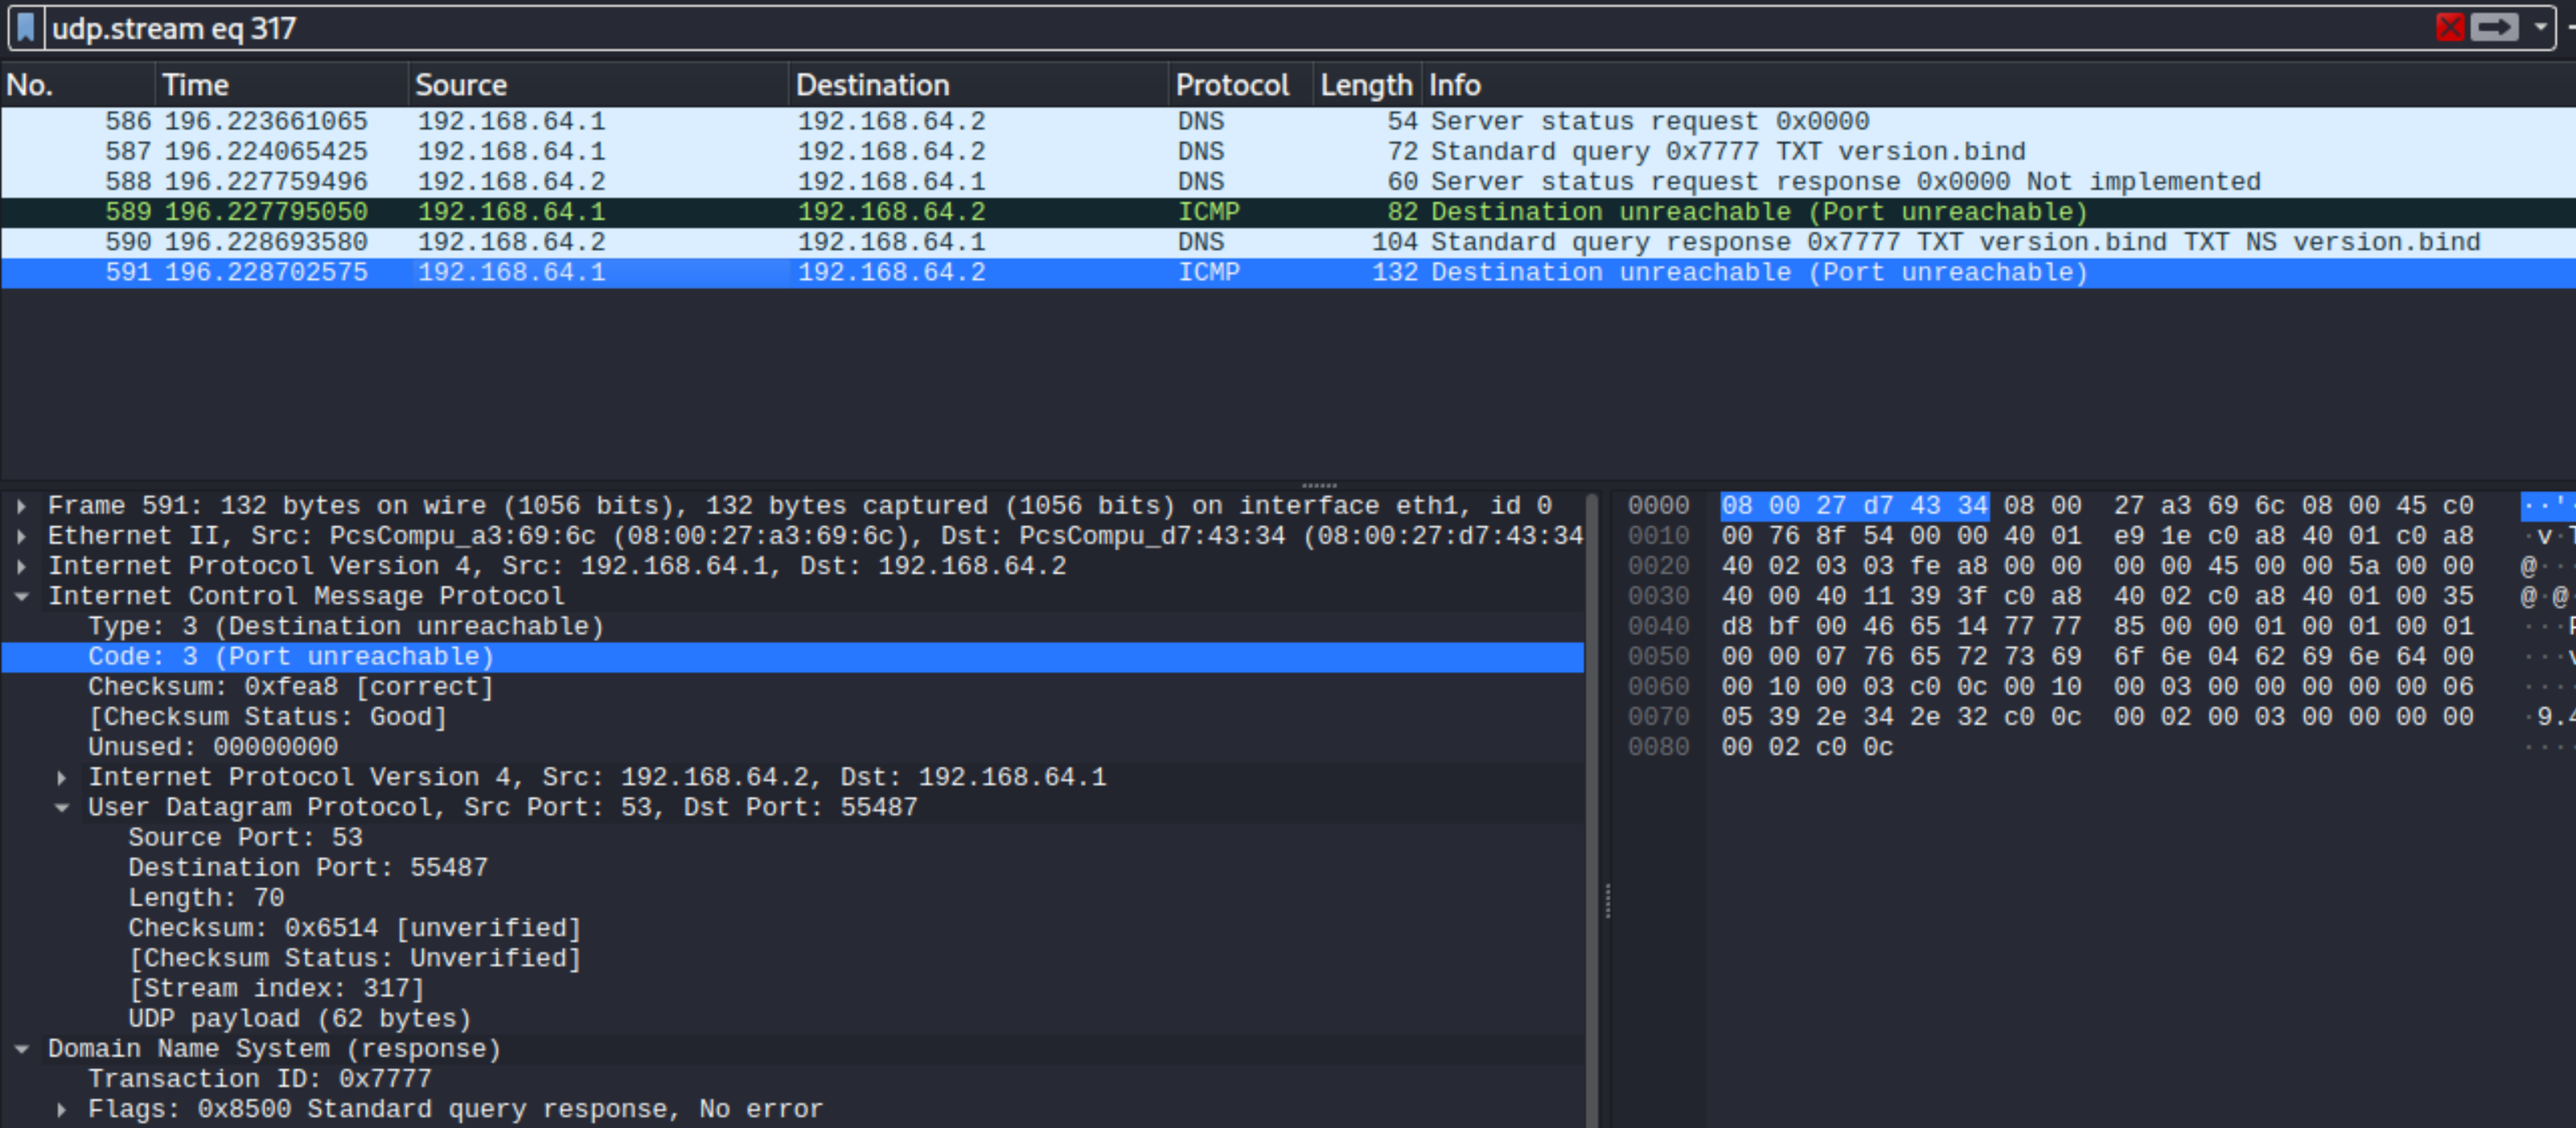 udp.stream eq 317
No. Time Source Destination Protocol Length Info
586 196.223661065 192.168.64.1 192.168.64.2 DNS 54 Server status request 0x0000
587 196.224065425 192.168.64.1 192.168.64.2 DNS 72 Standard query 0x7777 TXT version.bind
588 196.227759496 192.168.64.2 192.168.64.1 DNS 60 Server status request response 0x0000 Not implemented
589 196.227795050 192.168.64.1 192.168.64.2 ICMP 82 Destination unreachable (Port unreachable)
590 196.228693580 192.168.64.2 192.168.64.1 DNS 104 Standard query response 0x7777 TXT version.bind TXT NS version.bind
591 196.228702575 192.168.64.1 192.168.64.2 ICMP 132 Destination unreachable (Port unreachable)
Frame 591: 132 bytes on wire (1056 bits), 132 bytes captured (1056 bits) on interface eth1, id 0
Ethernet II, Src: PcsCompu_a3:69:6c (08:00:27:a3:69:6c), Dst: PcsCompu_d7:43:34 (08:00:27:d7:43:34
Internet Protocol Version 4, Src: 192.168.64.1, Dst: 192.168.64.2
Internet Control Message Protocol
Type: 3 (Destination unreachable)
Code: 3 (Port unreachable)
Checksum: 0xfea8 [correct]
[Checksum Status: Good]
Unused: 00000000
Internet Protocol Version 4, Src: 192.168.64.2, Dst: 192.168.64.1
User Datagram Protocol, Src Port: 53, Dst Port: 55487
Source Port: 53
Destination Port: 55487
Length: 70
Checksum: 0x6514 [unverified]
[Checksum Status: Unverified]
[Stream index: 317]
UDP payload (62 bytes)
Domain Name System (response)
Transaction ID: 0x7777
Flags: 0x8500 Standard query response, No error
0000 08 00 27 d7 43 34 08 00 27 a3 69 6c 08 00 45 c0 ··'
0010 00 76 8f 54 00 00 40 01 e9 1e c0 a8 40 01 c0 a8 ·v·
0020 40 02 03 03 fe a8 00 00 00 00 45 00 00 5a 00 00 @···
0030 40 00 40 11 39 3f c0 a8 40 02 c0 a8 40 01 00 35 @·@·
0040 d8 bf 00 46 65 14 77 77 85 00 00 01 00 01 00 01 ···F
0050 00 00 07 76 65 72 73 69 6f 6e 04 62 69 6e 64 00 ···v
0060 00 10 00 03 c0 0c 00 10 00 03 00 00 00 00 00 06 ····
0070 05 39 2e 34 2e 32 c0 0c 00 02 00 03 00 00 00 00 ·9.4
0080 00 02 c0 0c ····